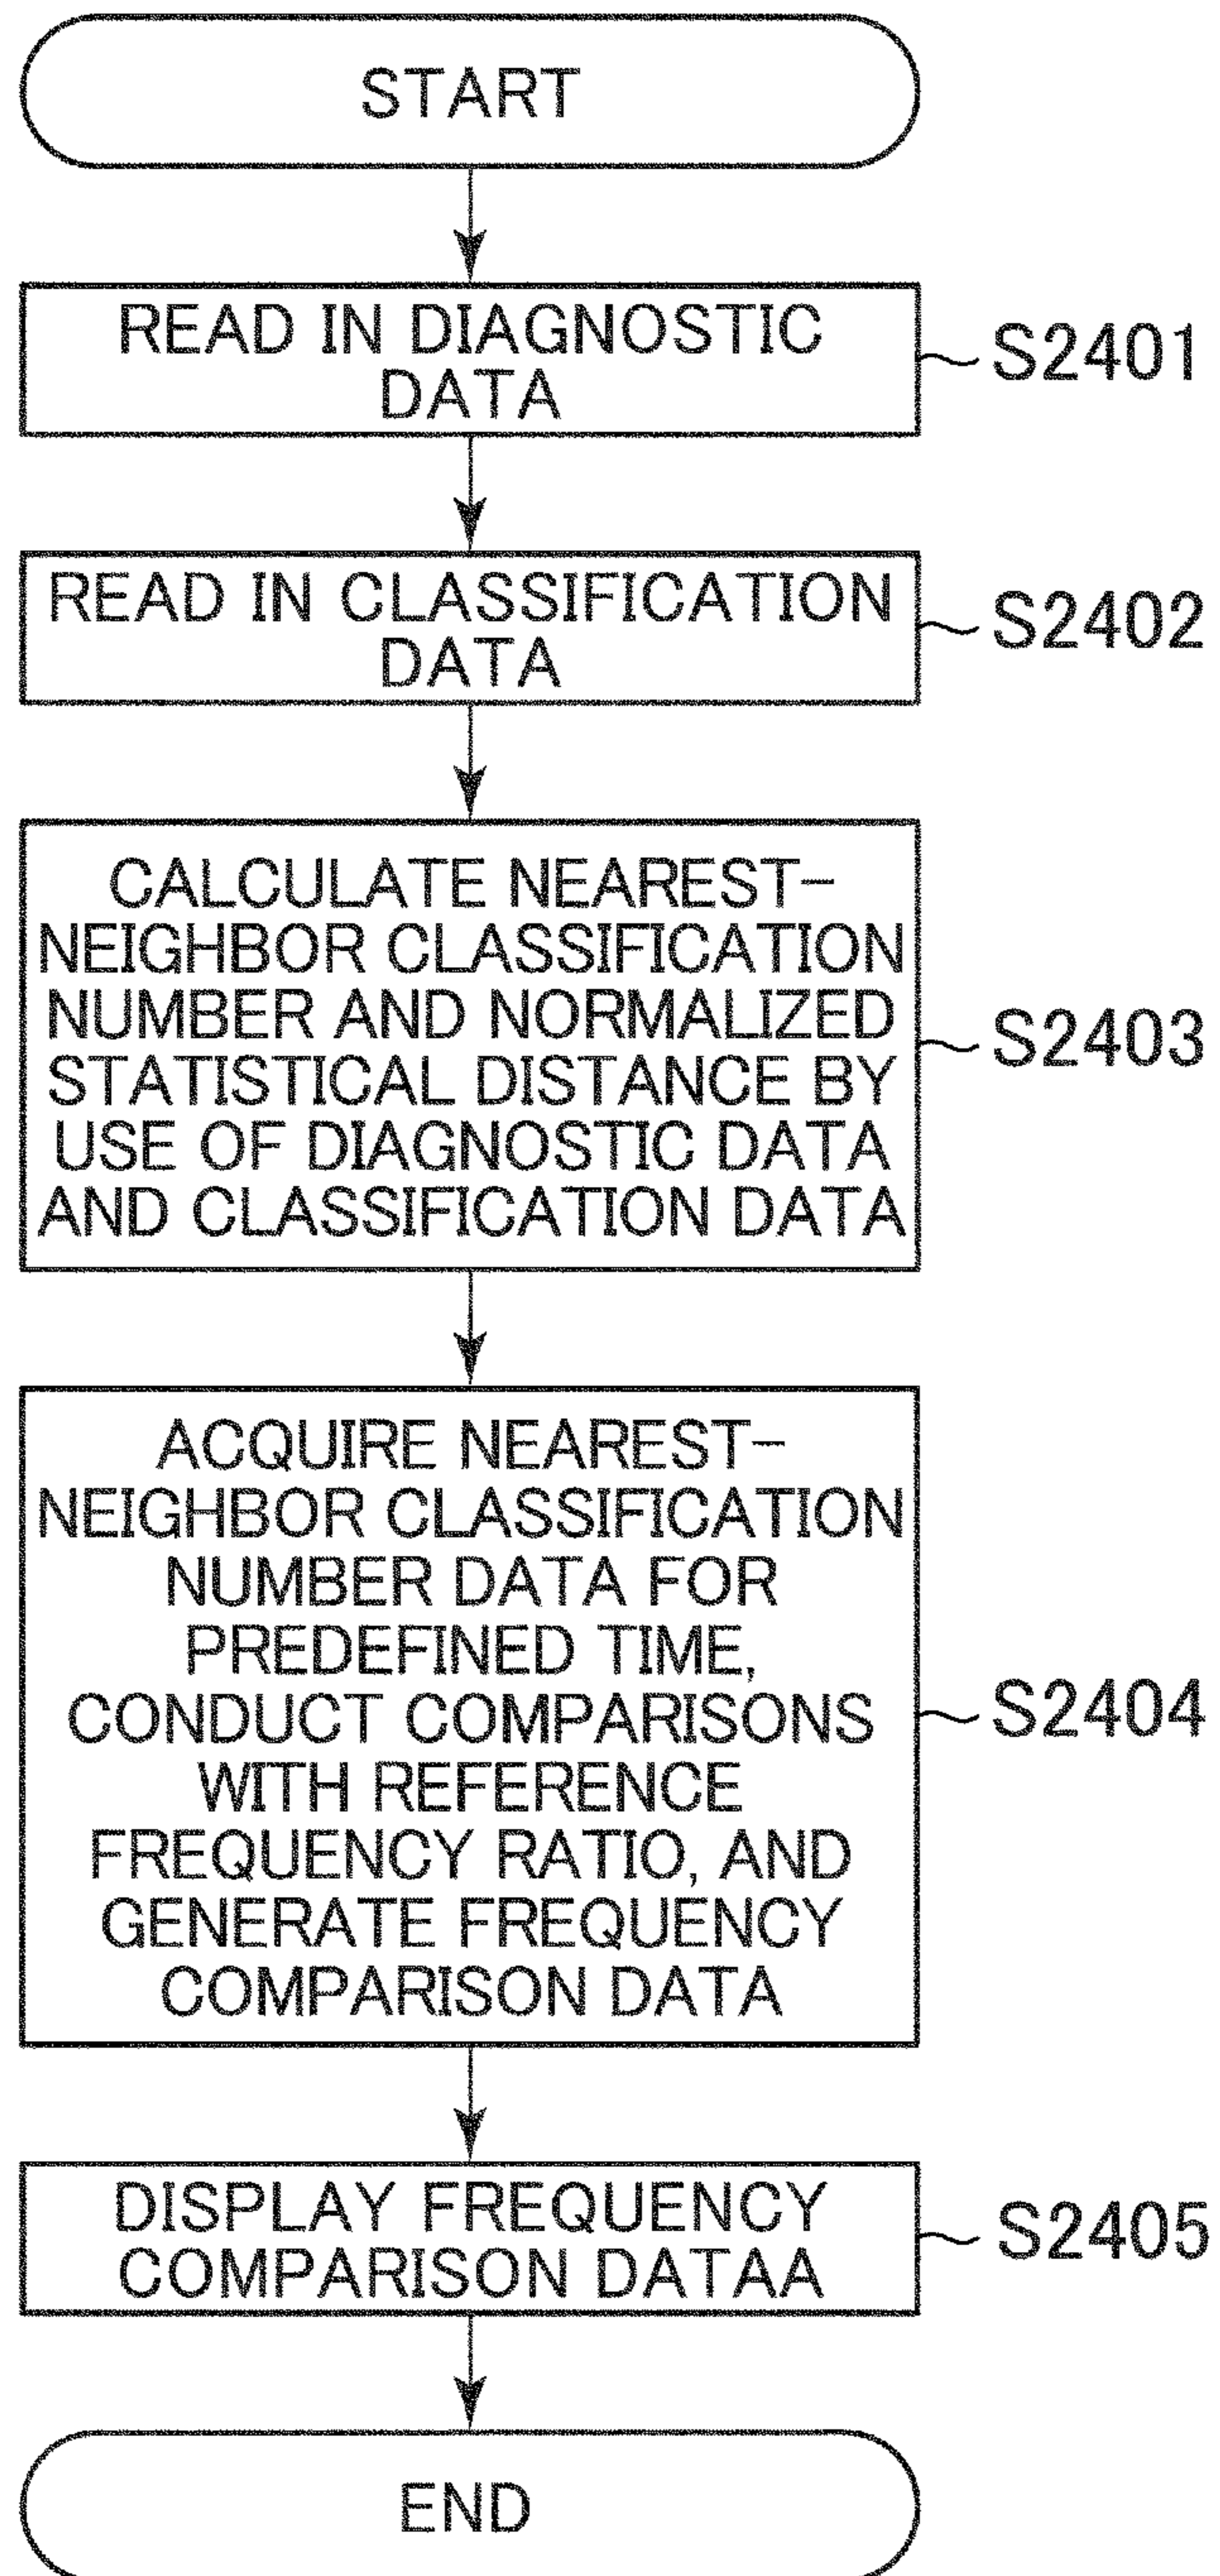 START
READ IN DIAGNOSTIC
DATA
S2401
READ IN CLASSIFICATION
DATA
S2402
CALCULATE NEAREST-
NEIGHBOR CLASSIFICATION
NUMBER AND NORMALIZED
STATISTICAL DISTANCE BY
USE OF DIAGNOSTIC DATA
AND CLASSIFICATION DATA
S2403
ACQUIRE NEAREST-
NEIGHBOR CLASSIFICATION
NUMBER DATA FOR
PREDEFINED TIME,
CONDUCT COMPARISONS
WITH REFERENCE
FREQUENCY RATIO, AND
GENERATE FREQUENCY
COMPARISON DATA
S2404
DISPLAY FREQUENCY
COMPARISON DATAA
S2405
END